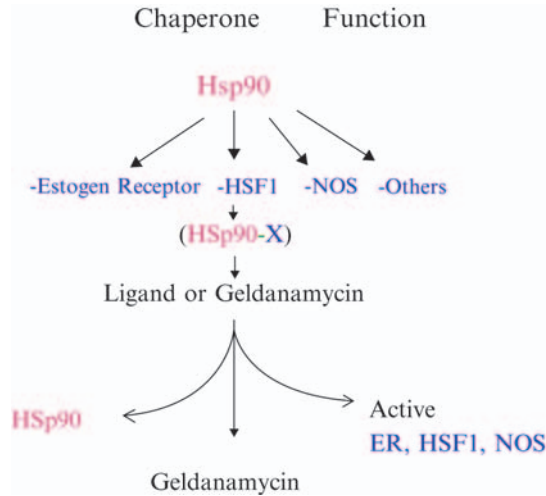 Chaperone Function
Hsp90
-Estogen Receptor -HSF1 -NOS -Others
(HSp90-X)
Ligand or Geldanamycin
HSp90
Active
ER, HSF1, NOS
Geldanamycin